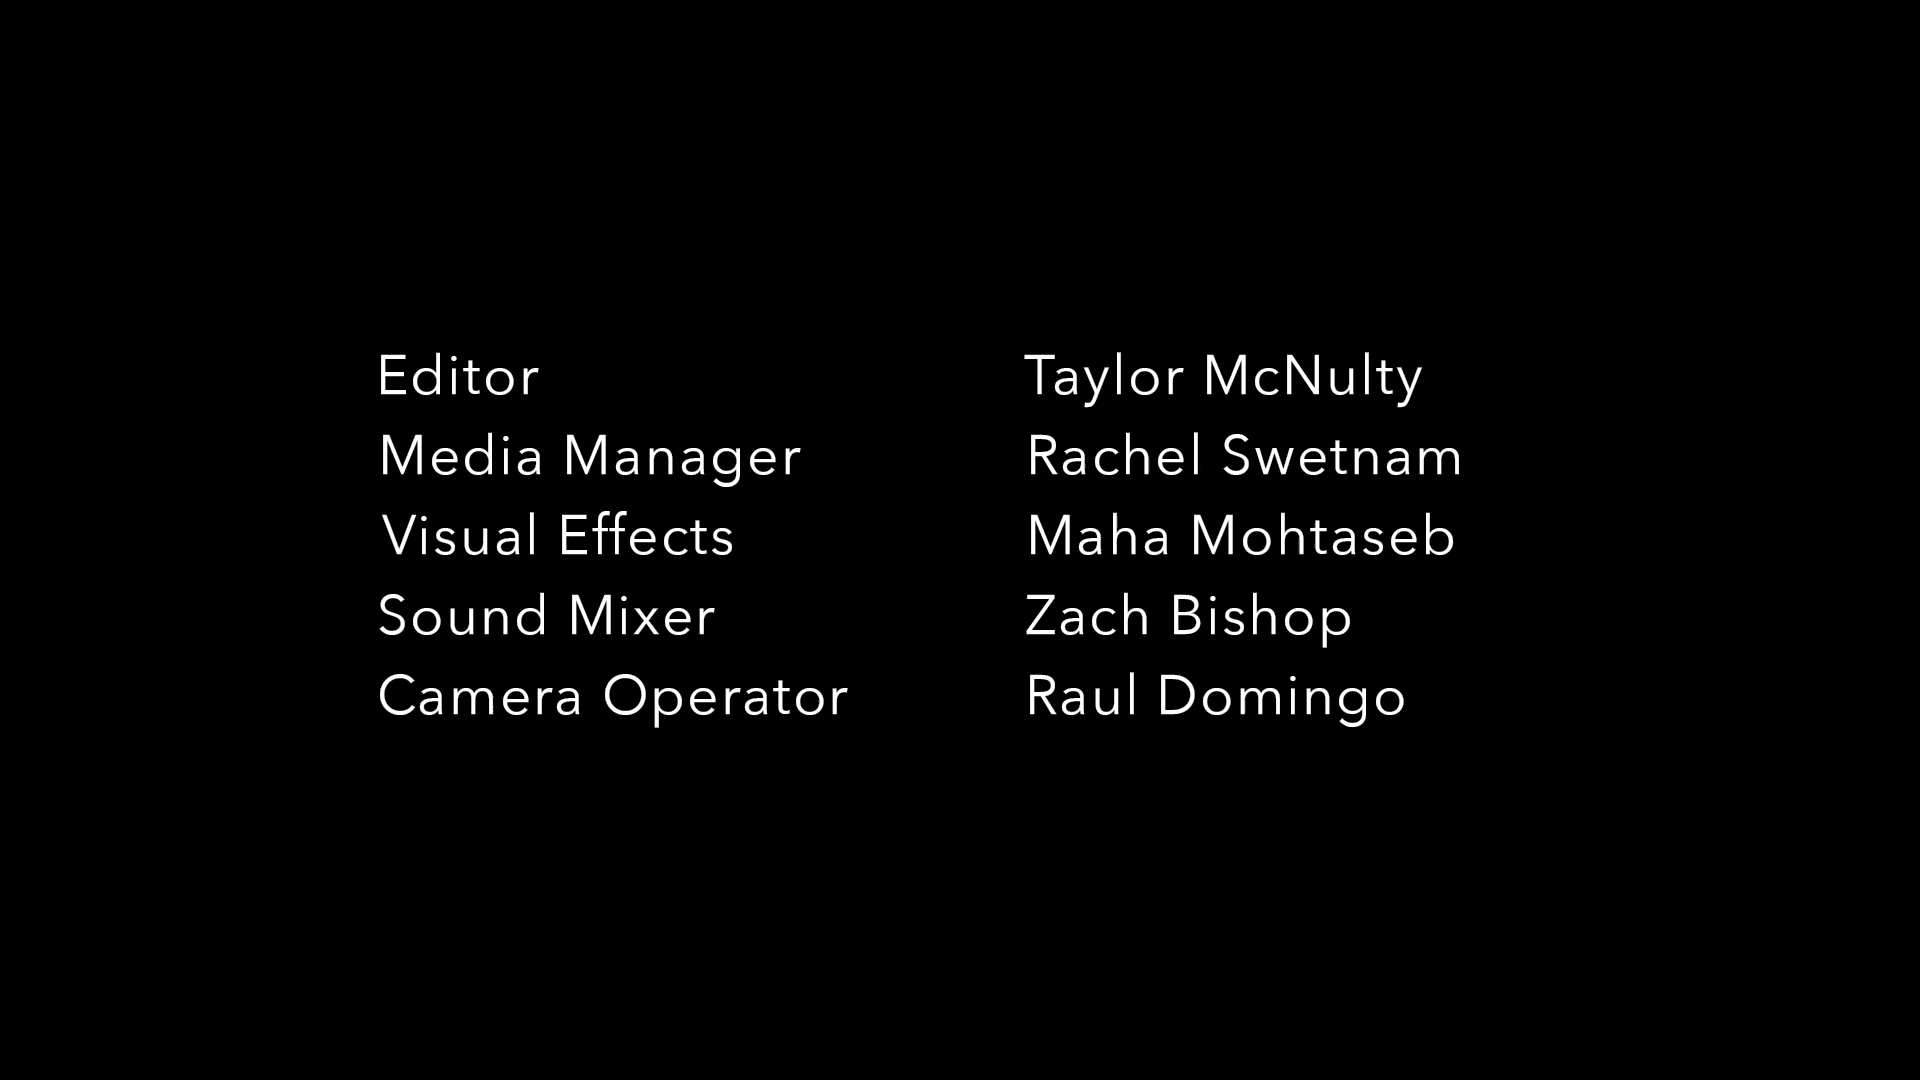 Editor Taylor McNulty
Media Manager Rachel Swetnam
Visual Effects Maha Mohtaseb
Sound Mixer Zach Bishop
Camera Operator Raul Domingo